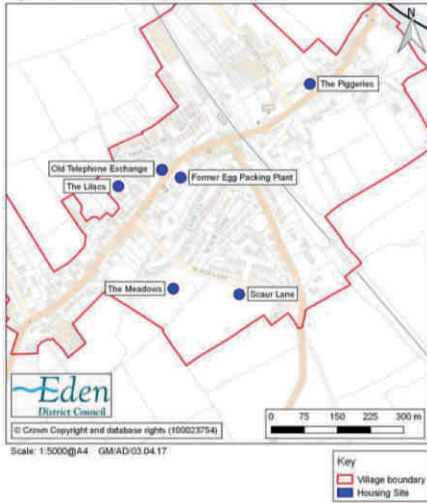 N
The Piggeries
Old Telephone Exchange
Former Egg Packing Plant
The Lilacs
The Meadows
Scaur Lane
Eden
District Council
© Crown Copyright and database rights (100023754)
0 75 150 225 300 m
Scale: 1:5000@A4 GM/AD/03.04.17
Key
Village boundary
Housing Site